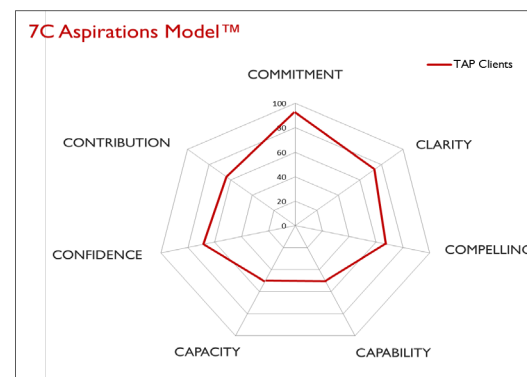 7C Aspirations Model™
TAP Clients
COMMITMENT
100
80
60
40
20
0
CONTRIBUTION
CLARITY
CONFIDENCE
COMPELLING
CAPACITY
CAPABILITY